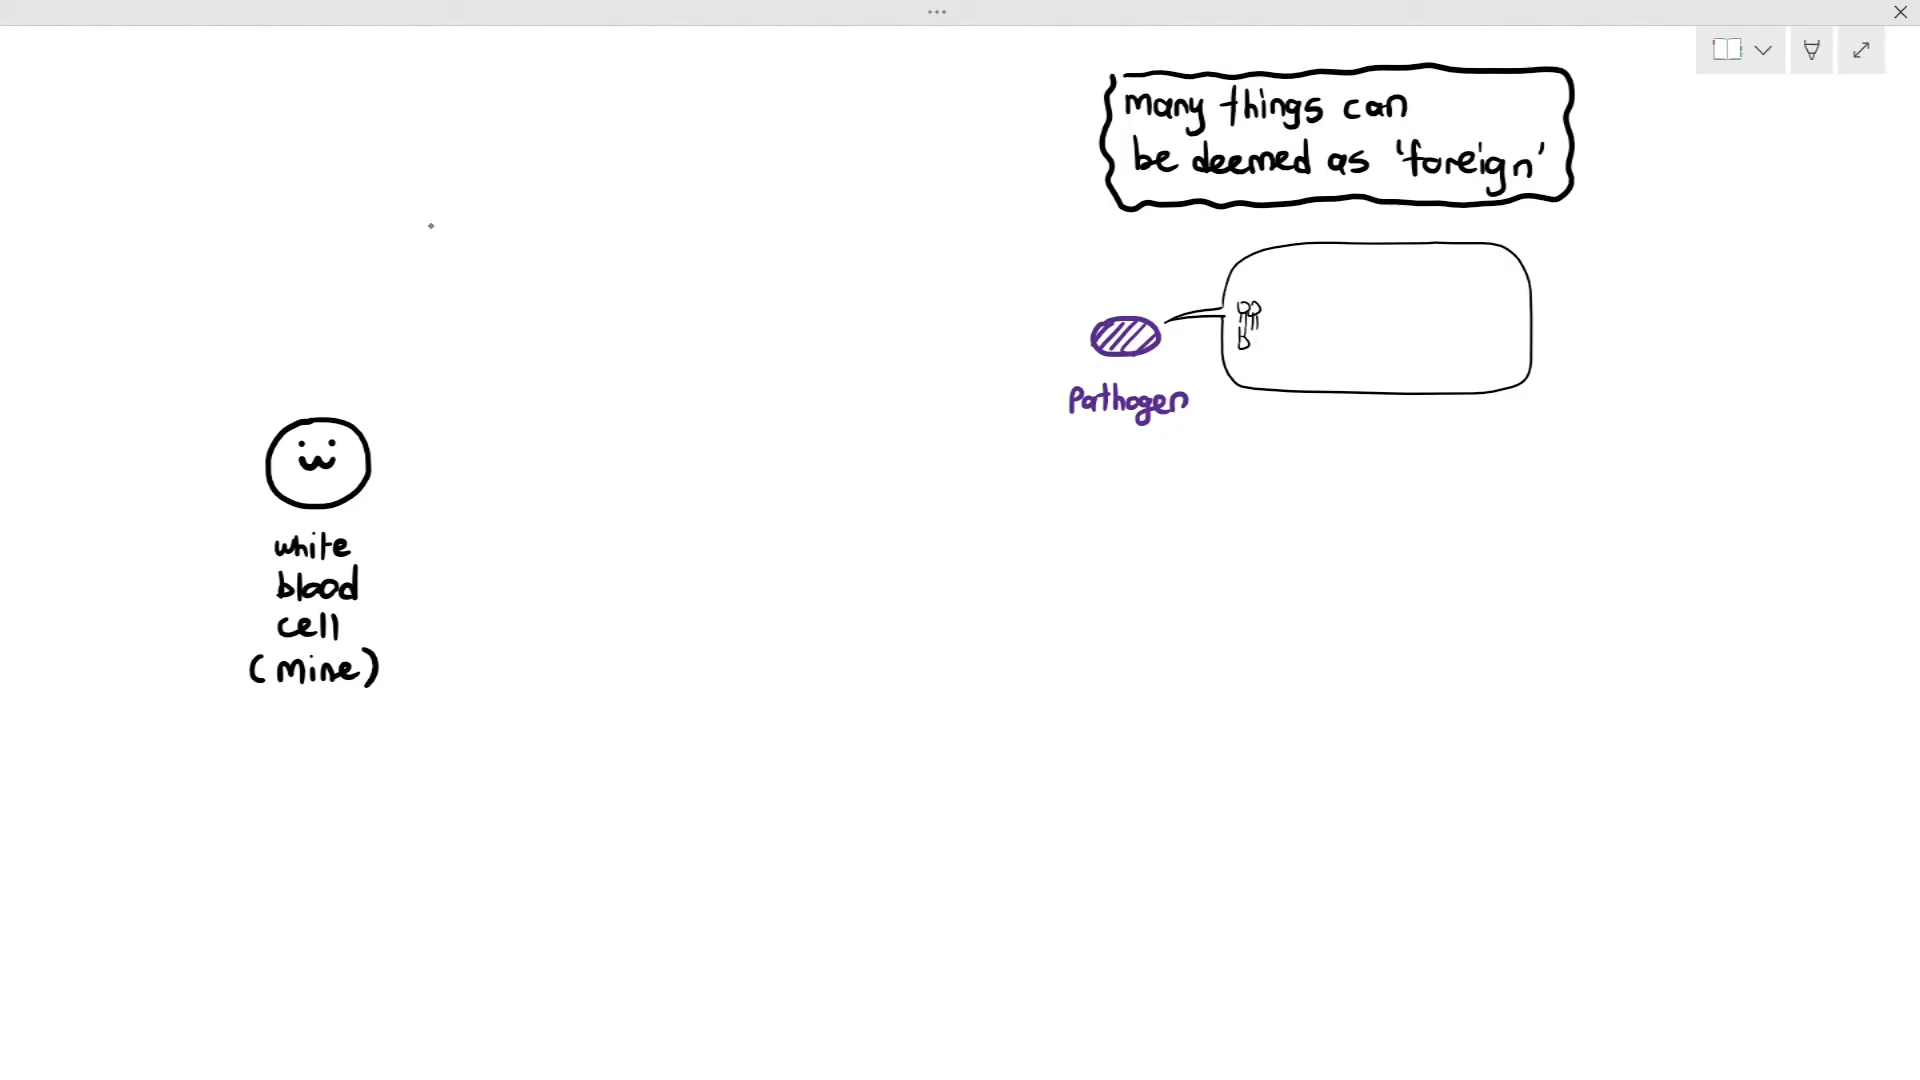 many things can
be deemed as 'foreign'
Pathogen
white
blood
cell
(mine)